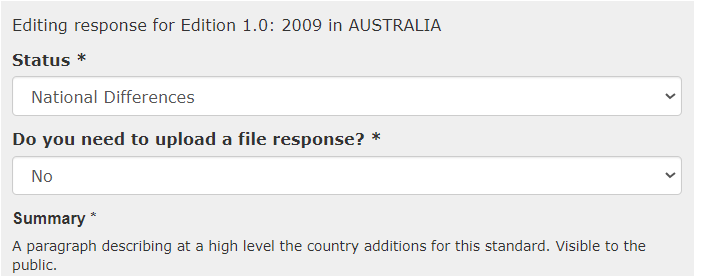 Editing response for Edition 1.0: 2009 in AUSTRALIA
Status *
National Differences
Do you need to upload a file response? *
No
Summary *
A paragraph describing at a high level the country additions for this standard. Visible to the
public.